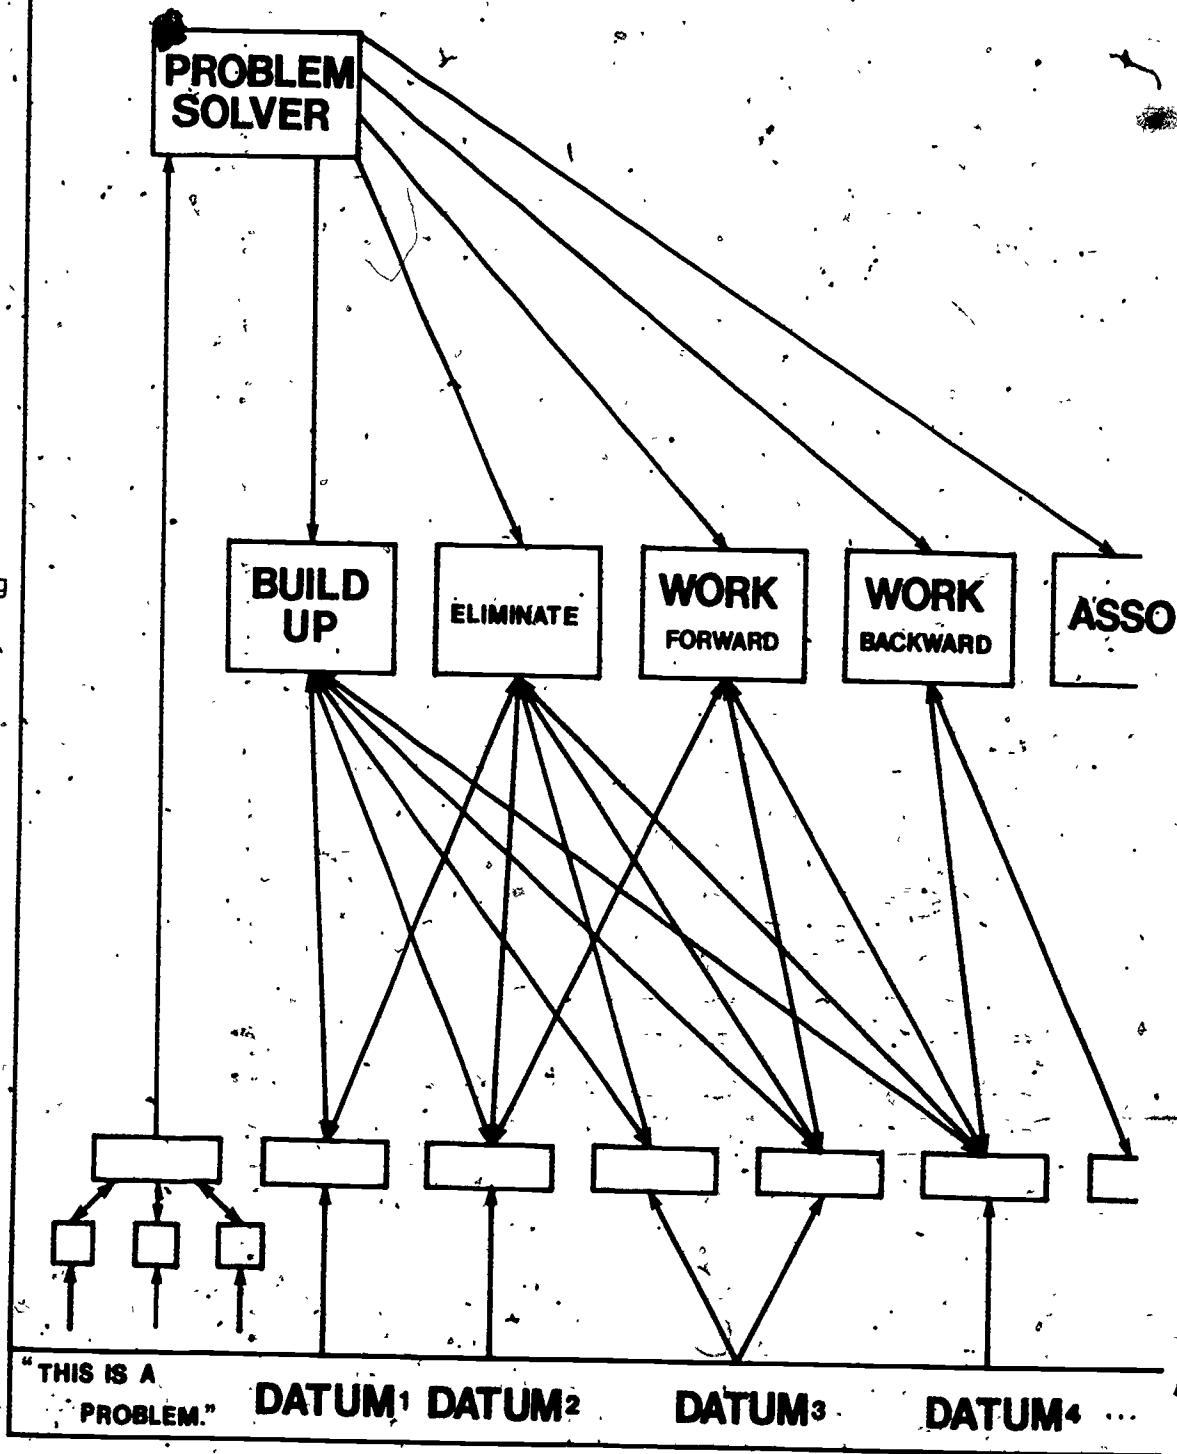 PROBLEM
SOLVER
g
BUILD
UP
ELIMINATE
WORK
FORWARD
WORK
BACKWARD
ASSO
"THIS IS A
PROBLEM."
DATUM1
DATUM2
DATUM3
DATUM4 ...